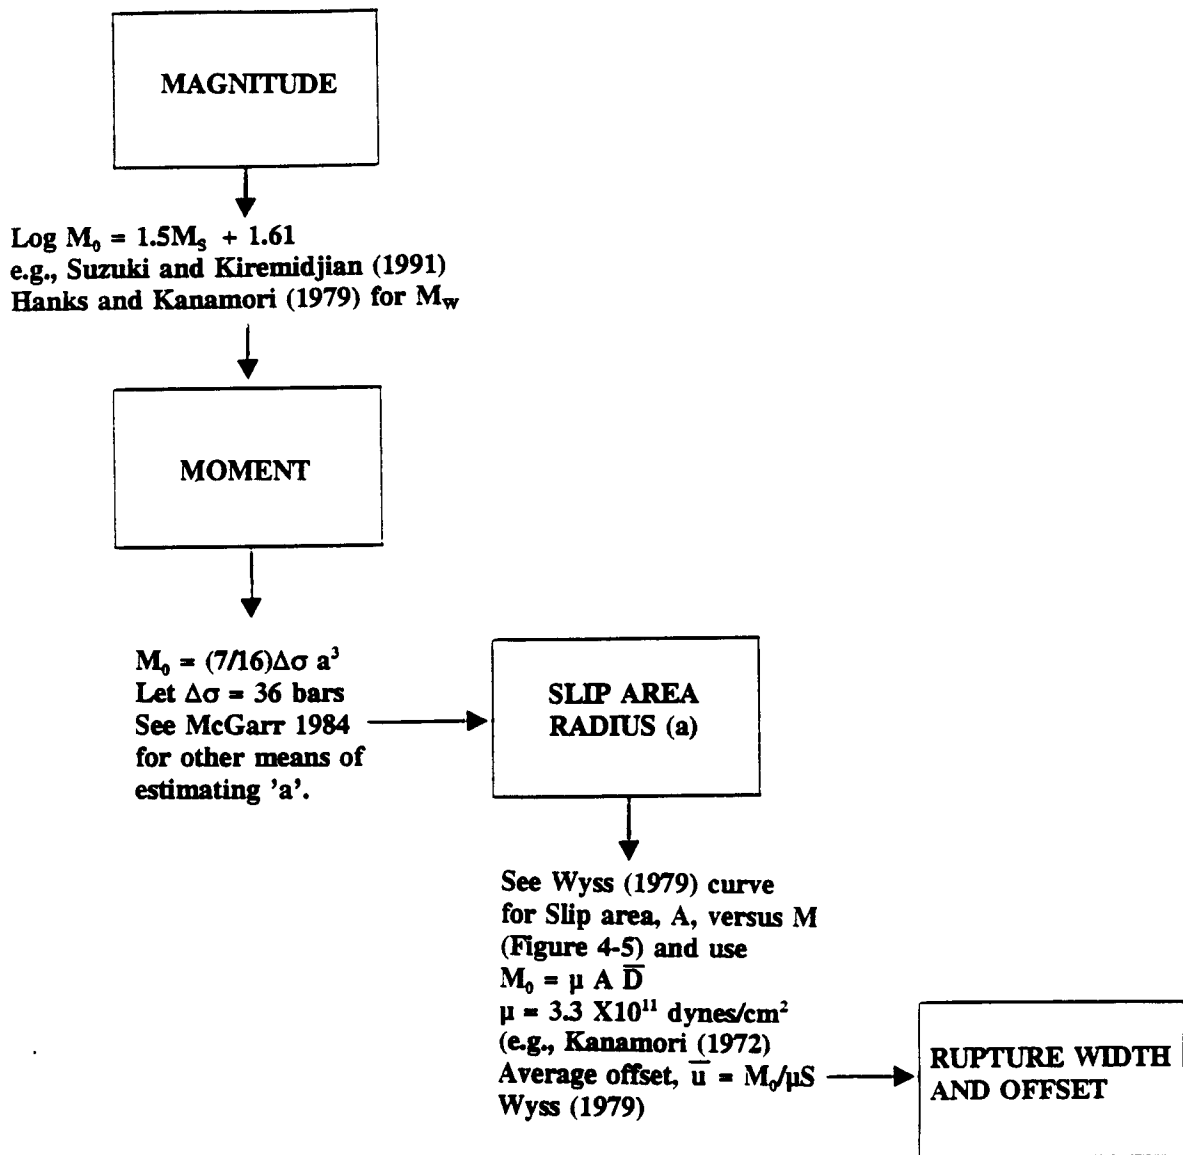 MAGNITUDE
Log M₀ = 1.5Mₛ + 1.61
e.g., Suzuki and Kiremidjian (1991)
Hanks and Kanamori (1979) for M_w
MOMENT
M₀ = (7/16)Δσ a³
Let Δσ = 36 bars
See McGarr 1984
for other means of
estimating 'a'.
SLIP AREA
RADIUS (a)
See Wyss (1979) curve
for Slip area, A, versus M
(Figure 4-5) and use
M₀ = μ A D̅
μ = 3.3 X10¹¹ dynes/cm²
(e.g., Kanamori (1972)
Average offset, u̅ = M₀/μS
Wyss (1979)
RUPTURE WIDTH
AND OFFSET